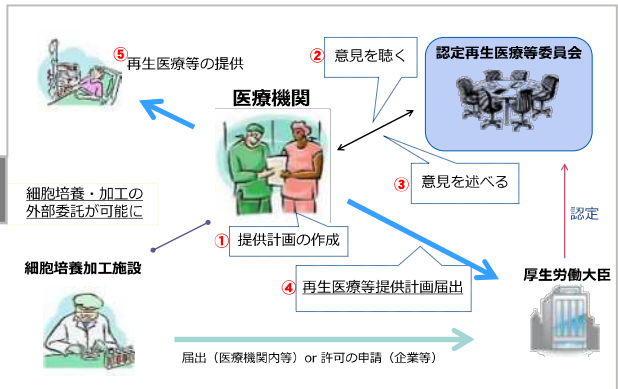 ⑤
再生医療等の提供
②
意見を聴く
認定再生医療等委員会
医療機関
③
意見を述べる
細胞培養・加工の
外部委託が可能に
認定
①
提供計画の作成
細胞培養加工施設
④
再生医療等提供計画届出
厚生労働大臣
届出（医療機関内等）or 許可の申請（企業等）